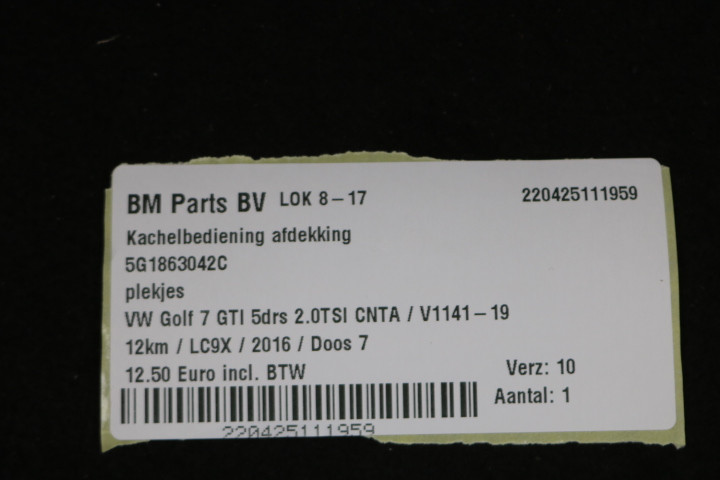 BM Parts BV LOK 8-17 220425111959
Kachelbediening afdekking
5G1863042C
plekjes
VW Golf 7 GTI 5drs 2.0TSI CNTA / V1141-19
12km / LC9X / 2016 / Doos 7
12.50 Euro incl. BTW Verz: 10
Aantal: 1
220425111959